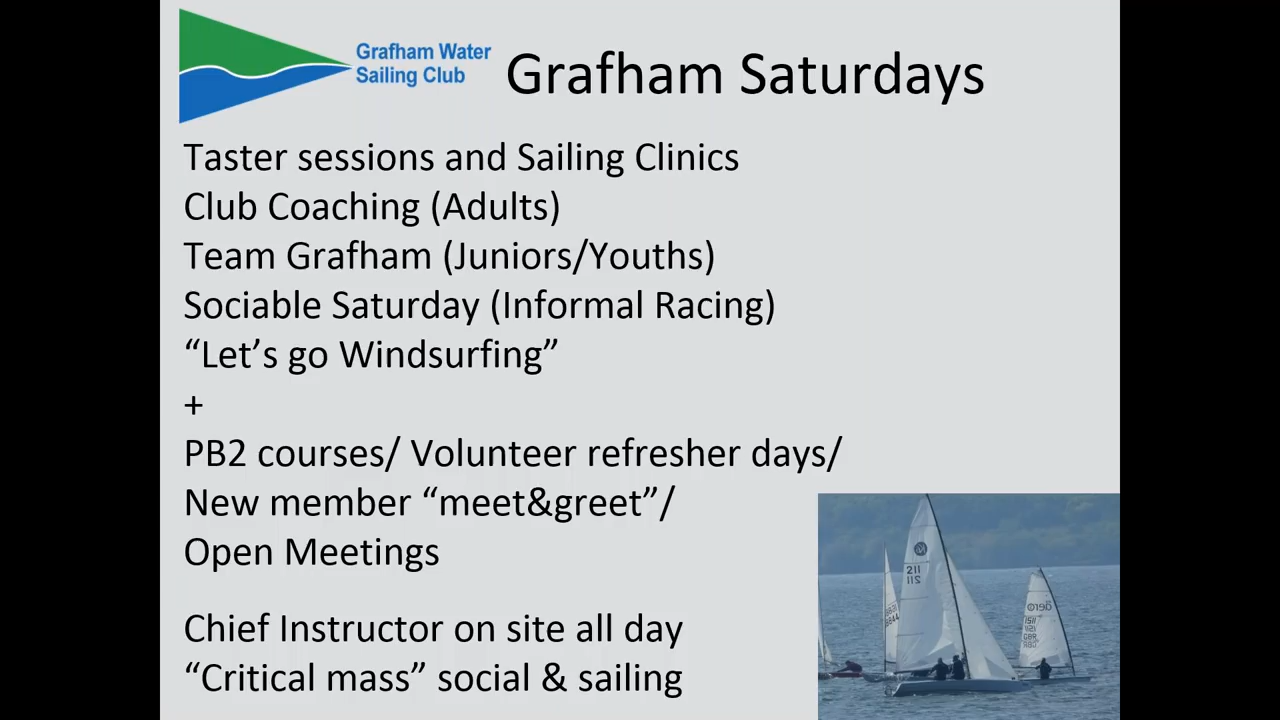 Grafham Water
Sailing Club
Grafham Saturdays
Taster sessions and Sailing Clinics
Club Coaching (Adults)
Team Grafham (Juniors/Youths)
Sociable Saturday (Informal Racing)
“Let’s go Windsurfing”
+
PB2 courses/ Volunteer refresher days/
New member “meet&greet”/
Open Meetings
Chief Instructor on site all day
“Critical mass” social & sailing
211
aero